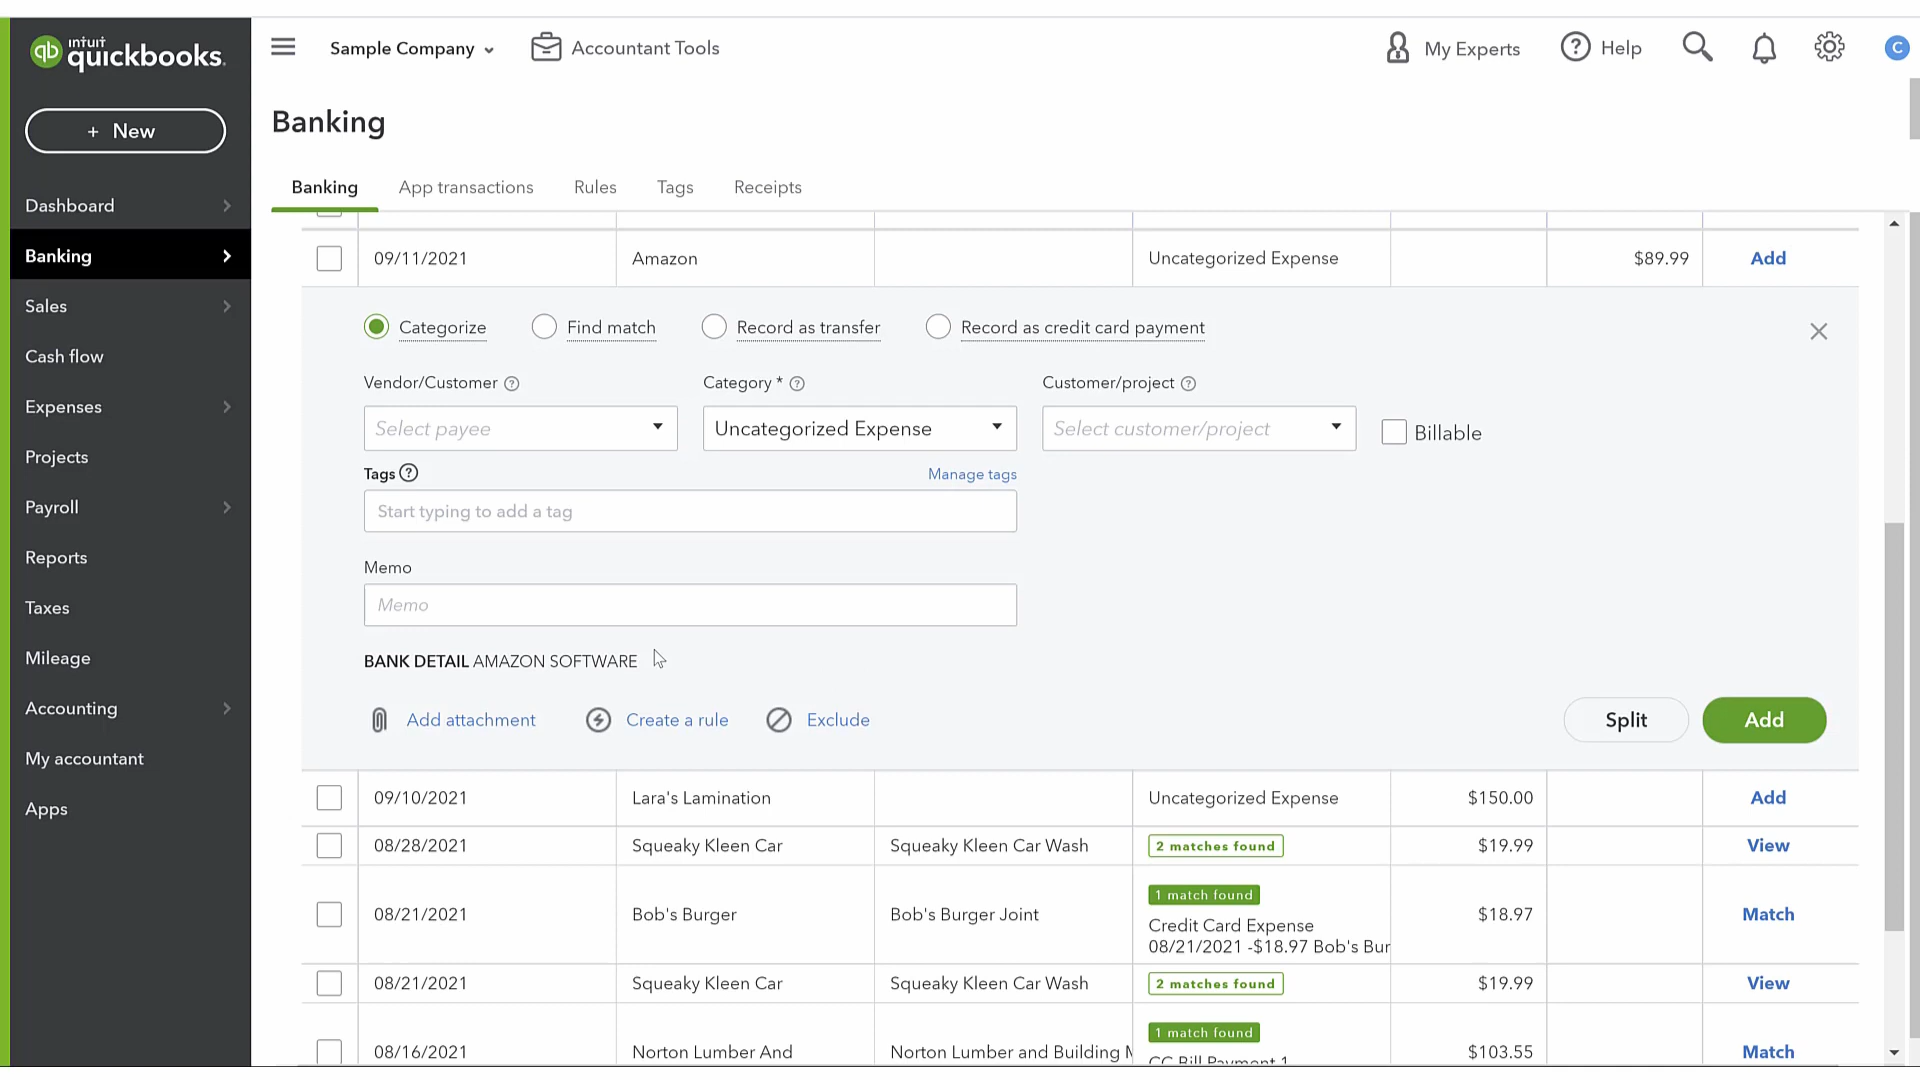 intuit
quickbooks.
Sample Company
Accountant Tools
My Experts
? Help
C
+ New
Banking
Banking App transactions Rules Tags Receipts
Dashboard
Banking
Sales
Cash flow
Expenses
Projects
Payroll
Reports
Taxes
Mileage
Accounting
My accountant
Apps
09/11/2021 Amazon Uncategorized Expense $89.99 Add
Categorize Find match Record as transfer Record as credit card payment
Vendor/Customer ? Category * ? Customer/project ?
Select payee Uncategorized Expense Select customer/project Billable
Tags ? Manage tags
Start typing to add a tag
Memo
Memo
BANK DETAIL AMAZON SOFTWARE
Add attachment Create a rule Exclude Split Add
09/10/2021 Lara's Lamination Uncategorized Expense $150.00 Add
08/28/2021 Squeaky Kleen Car Squeaky Kleen Car Wash 2 matches found $19.99 View
1 match found
08/21/2021 Bob's Burger Bob's Burger Joint Credit Card Expense $18.97 Match
08/21/2021 -$18.97 Bob's Bur
08/21/2021 Squeaky Kleen Car Squeaky Kleen Car Wash 2 matches found $19.99 View
1 match found
08/16/2021 Norton Lumber And Norton Lumber and Building $103.55 Match
CC Bill Payment 1